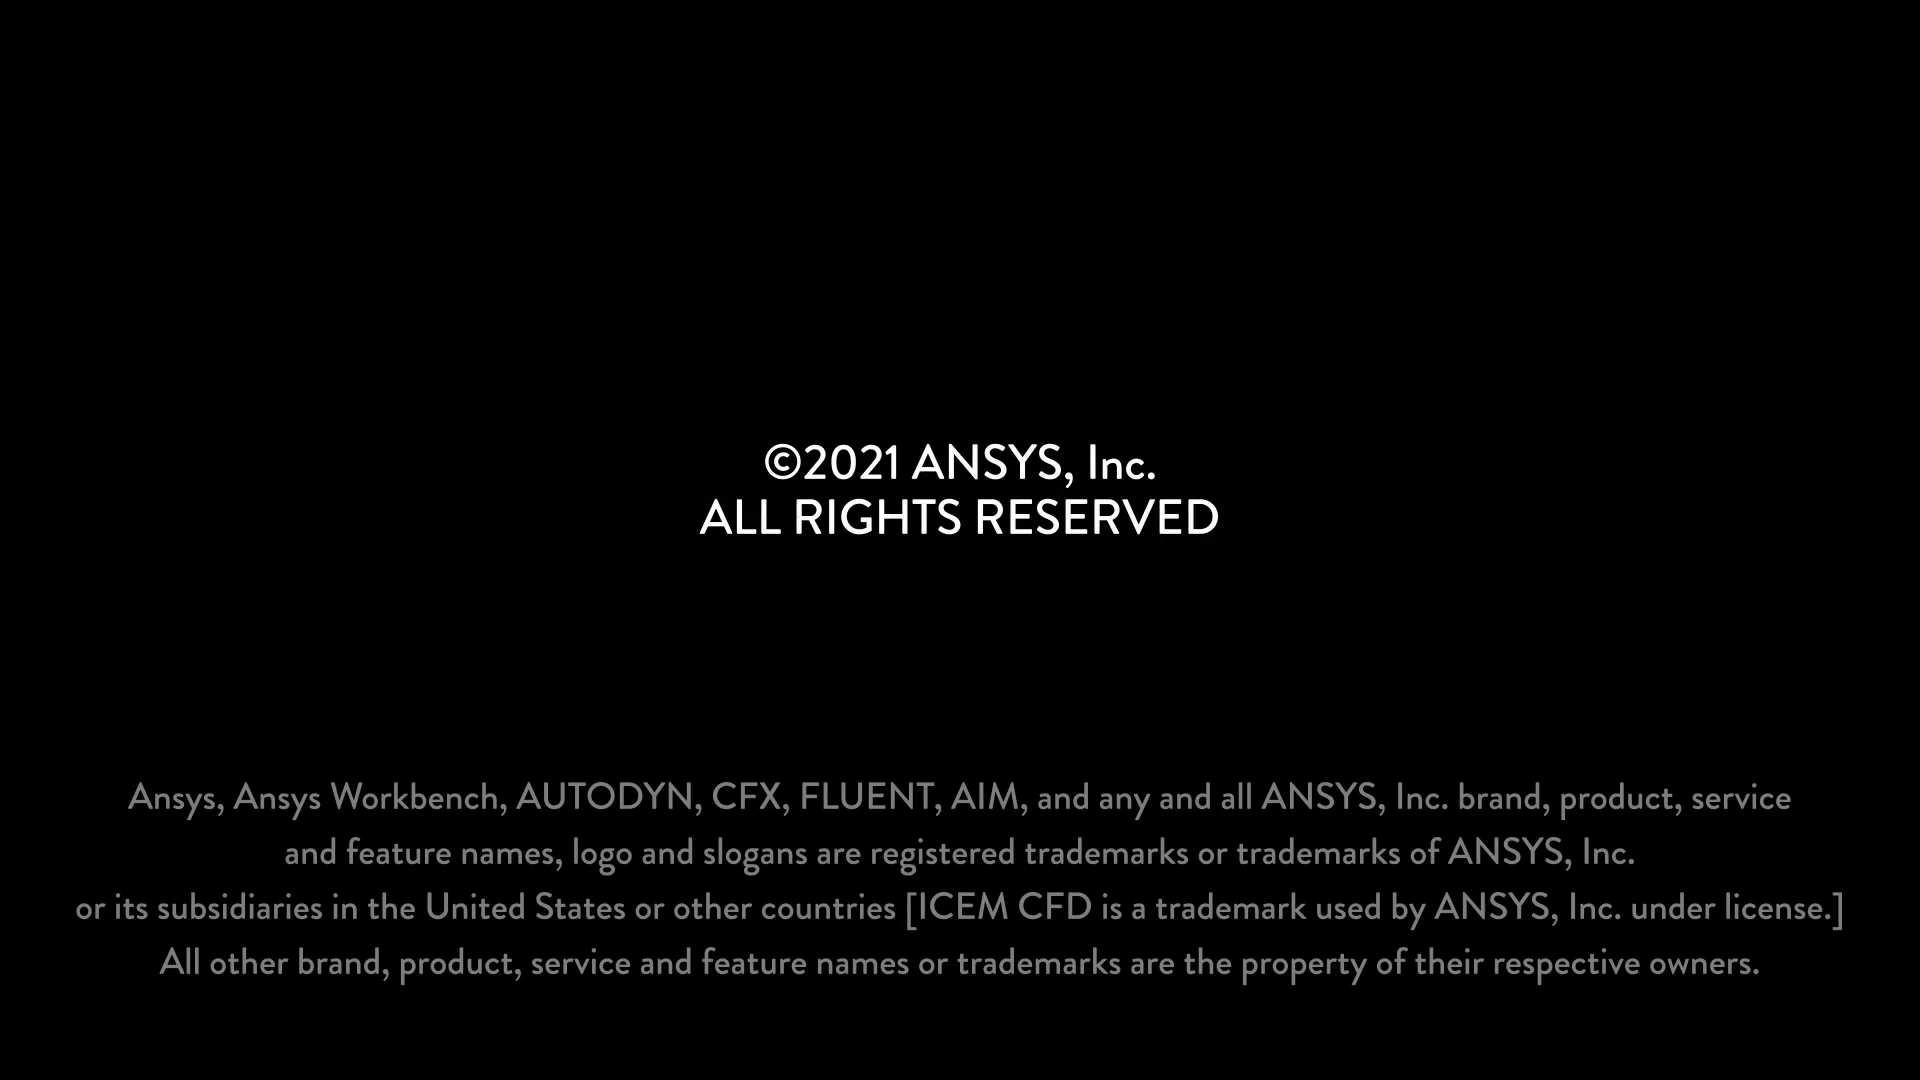 ©2021 ANSYS, Inc.
ALL RIGHTS RESERVED
Ansys, Ansys Workbench, AUTODYN, CFX, FLUENT, AIM, and any and all ANSYS, Inc. brand, product, service
and feature names, logo and slogans are registered trademarks or trademarks of ANSYS, Inc.
or its subsidiaries in the United States or other countries [ICEM CFD is a trademark used by ANSYS, Inc. under license.]
All other brand, product, service and feature names or trademarks are the property of their respective owners.